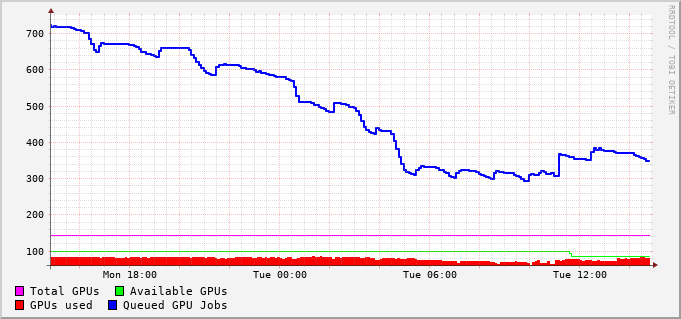 700
600
500
400
300
200
100
Mon 18:00 Tue 00:00 Tue 06:00 Tue 12:00
Total GPUs Available GPUs
GPUs used Queued GPU Jobs
RRDTOOL / TOBI OETIKER